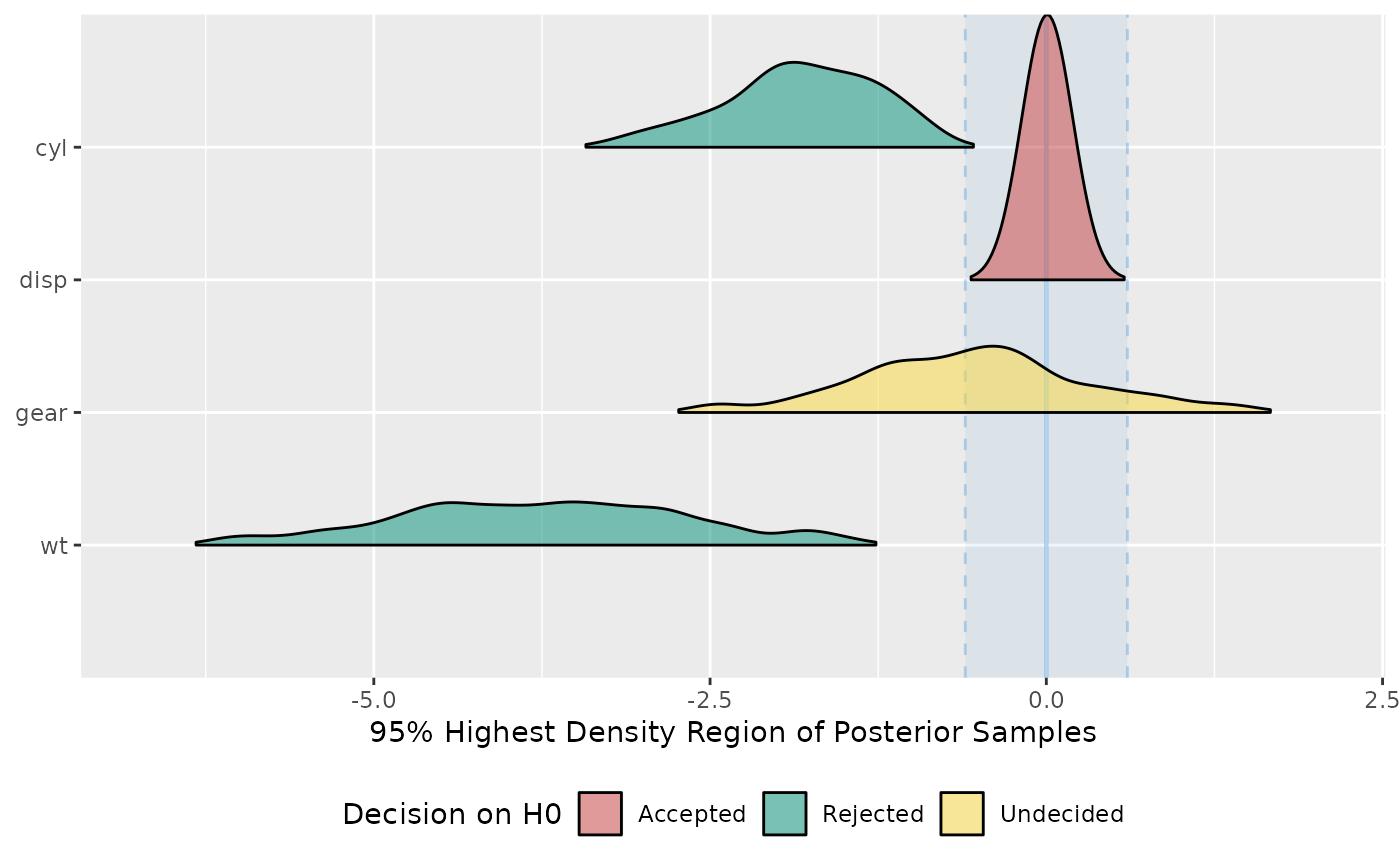 cyl
disp
gear
wt
-5.0 -2.5 0.0 2.5
95% Highest Density Region of Posterior Samples
Decision on H0 Accepted Rejected Undecided